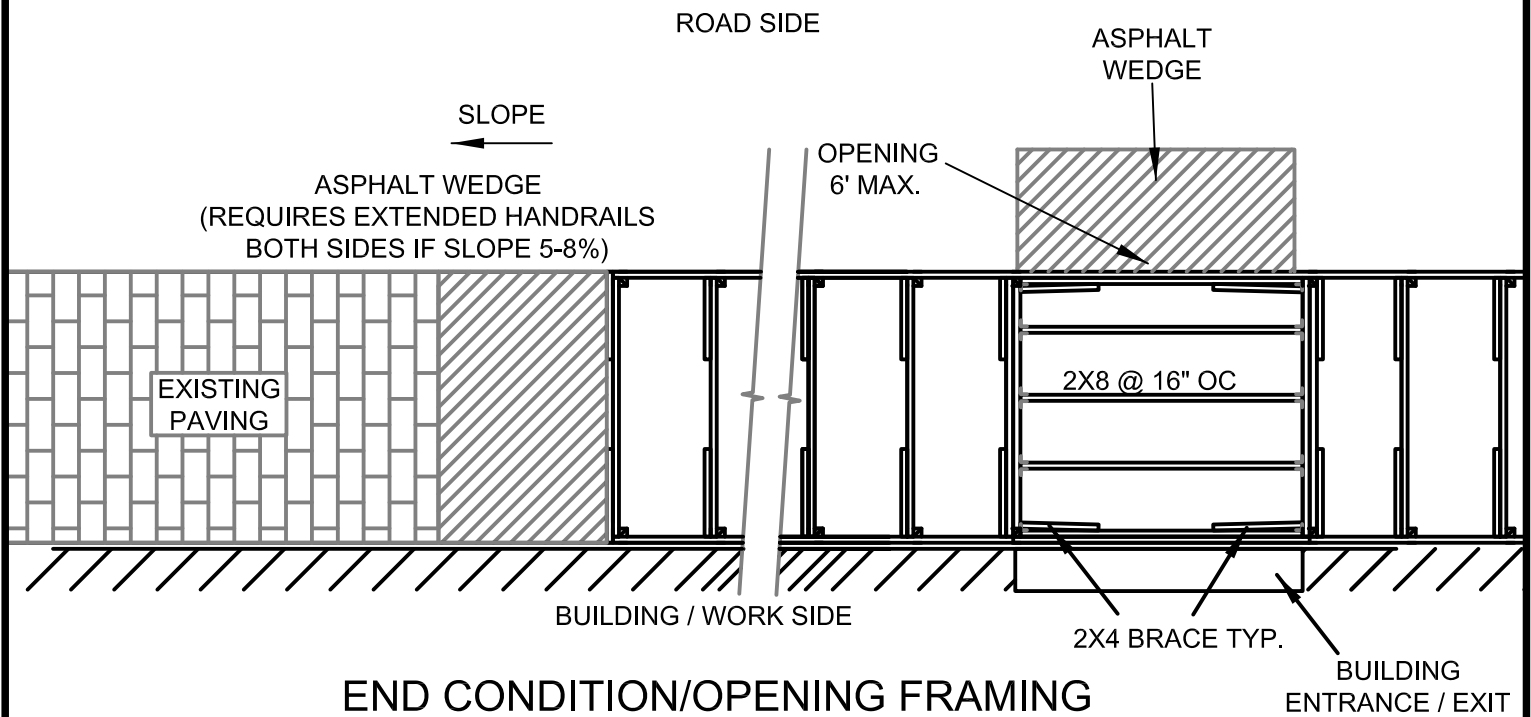 ROAD SIDE
ASPHALT
WEDGE
SLOPE
OPENING
6' MAX.
ASPHALT WEDGE
(REQUIRES EXTENDED HANDRAILS
BOTH SIDES IF SLOPE 5-8%)
EXISTING
PAVING
2X8 @ 16" OC
BUILDING / WORK SIDE
2X4 BRACE TYP.
BUILDING
ENTRANCE / EXIT
END CONDITION/OPENING FRAMING